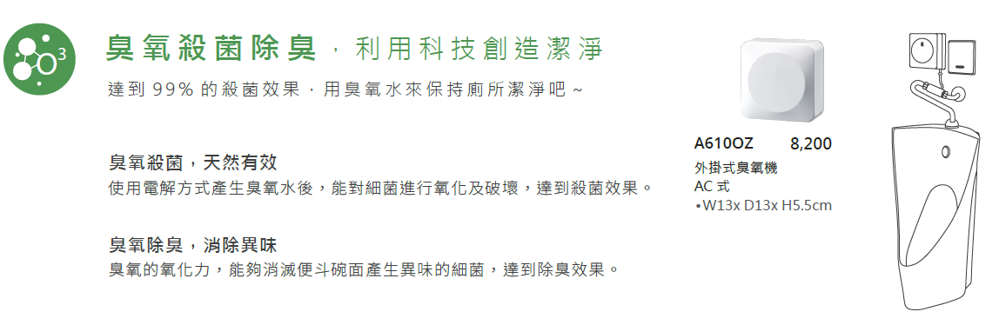 O3
臭氧殺菌除臭，利用科技創造潔淨
達到 99% 的殺菌效果，用臭氧水來保持廁所潔淨吧 ~
臭氧殺菌，天然有效
使用電解方式產生臭氧水後，能對細菌進行氧化及破壞，達到殺菌效果。
臭氧除臭，消除異味
臭氧的氧化力，能夠消滅便斗碗面產生異味的細菌，達到除臭效果。
A610OZ 8,200
外掛式臭氧機
AC 式
•W13x D13x H5.5cm